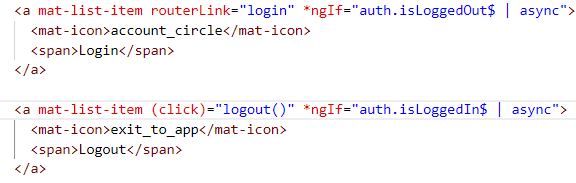 <a mat-list-item routerLink="login" *ngIf="auth.isLoggedOut$ | async">
<mat-icon>account_circle</mat-icon>
<span>Login</span>
</a>
<a mat-list-item (click)="logout()" *ngIf="auth.isLoggedIn$ | async">
<mat-icon>exit_to_app</mat-icon>
<span>Logout</span>
</a>